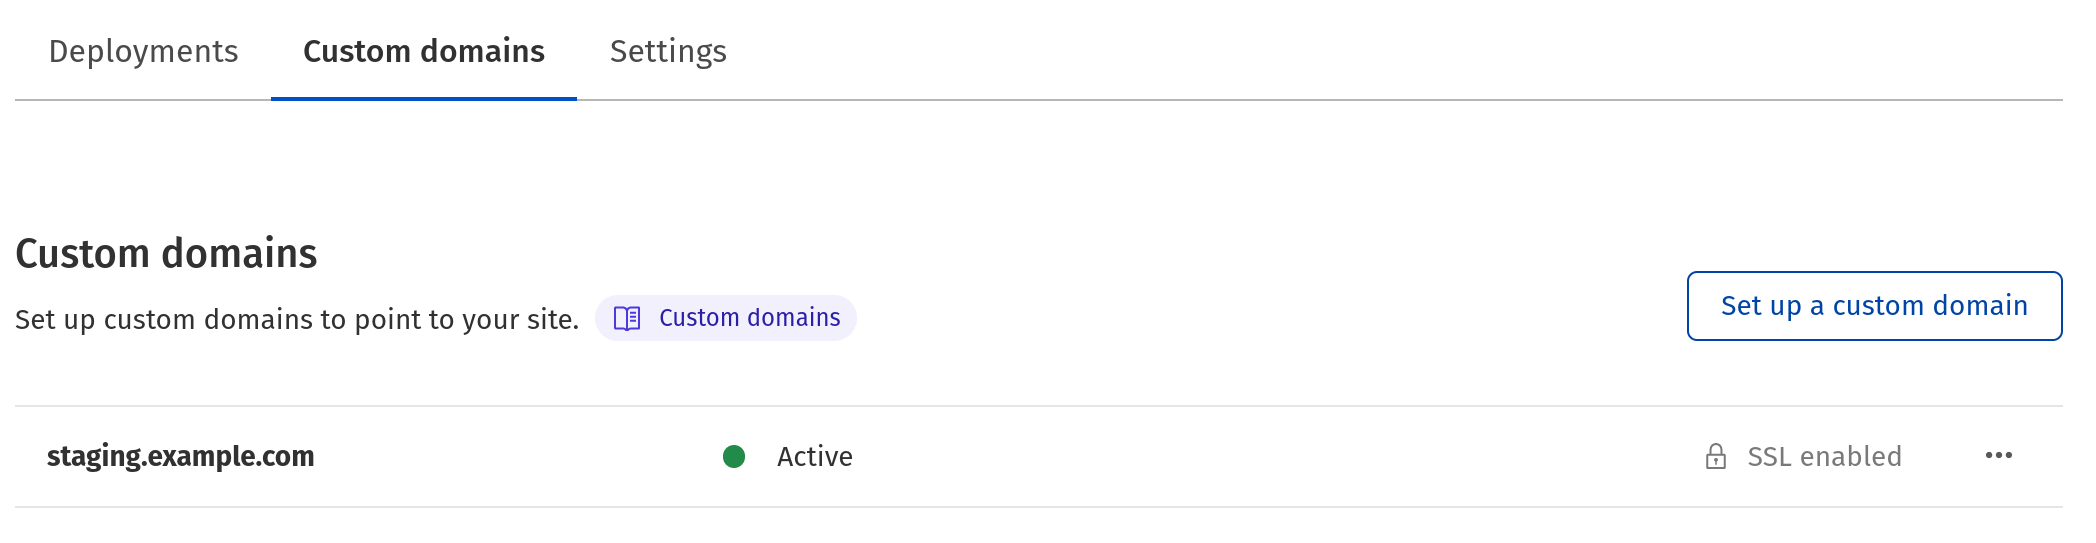 Deployments Custom domains Settings
Custom domains
Set up custom domains to point to your site. Custom domains
Set up a custom domain
staging.example.com Active SSL enabled